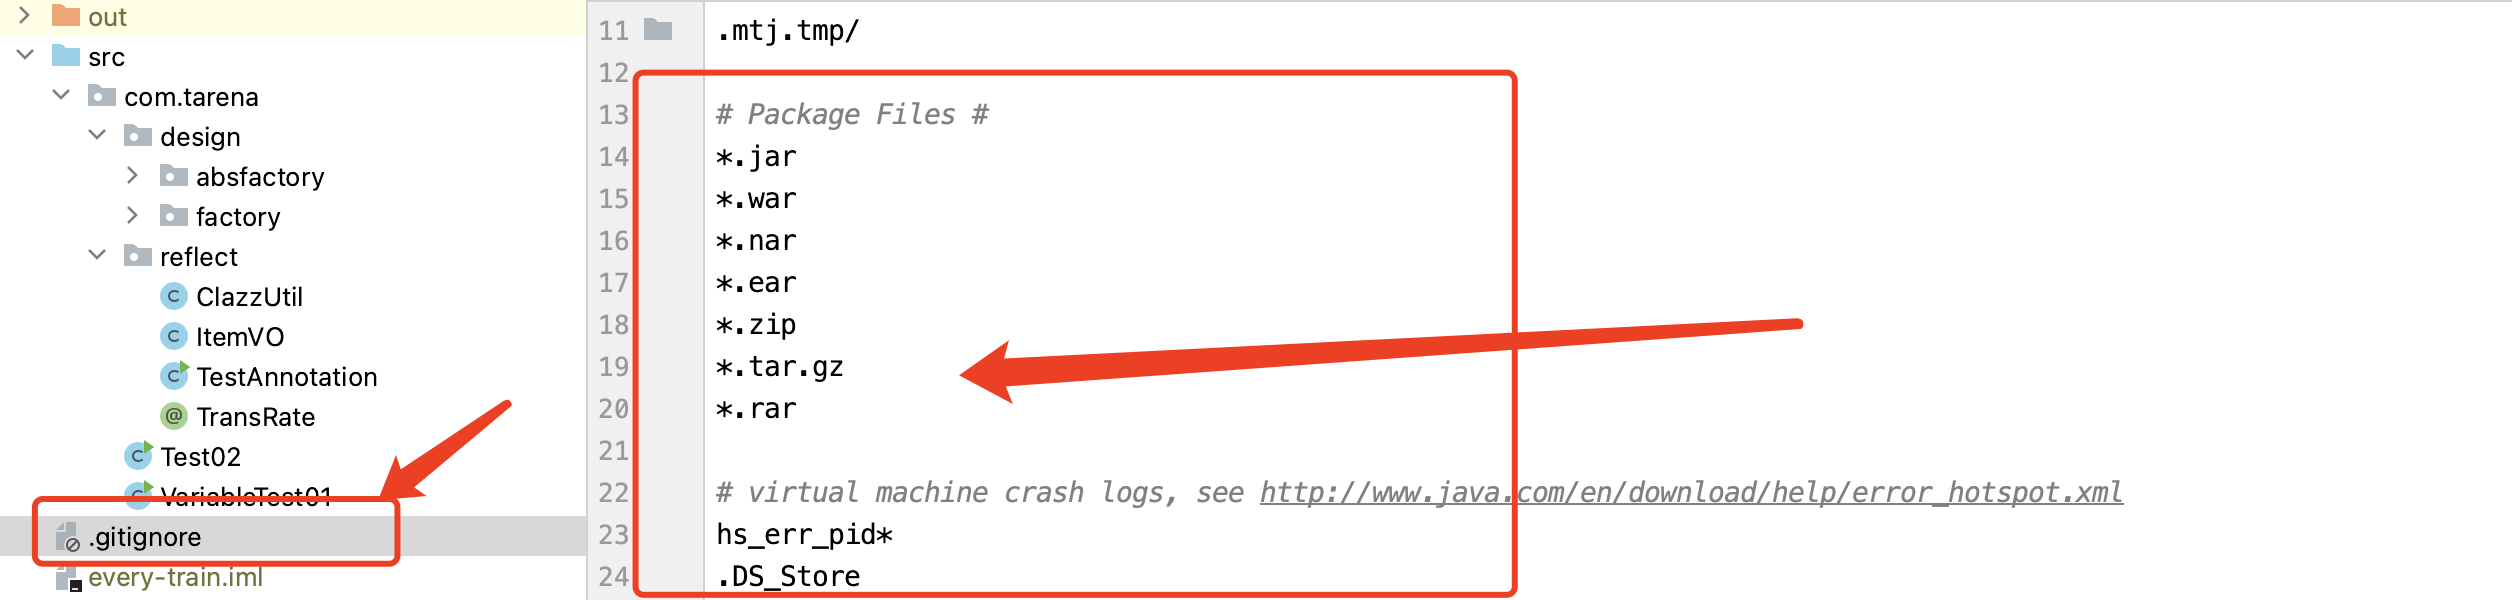 out
src
com.tarena
design
absfactory
factory
reflect
ClazzUtil
ItemVO
TestAnnotation
TransRate
Test02
VariableTest01
.gitignore
every-train.iml
11 .mtj.tmp/
12
13 # Package Files #
14 *.jar
15 *.war
16 *.nar
17 *.ear
18 *.zip
19 *.tar.gz
20 *.rar
21
22 # virtual machine crash logs, see http://www.java.com/en/download/help/error_hotspot.xml
23 hs_err_pid*
24 .DS_Store